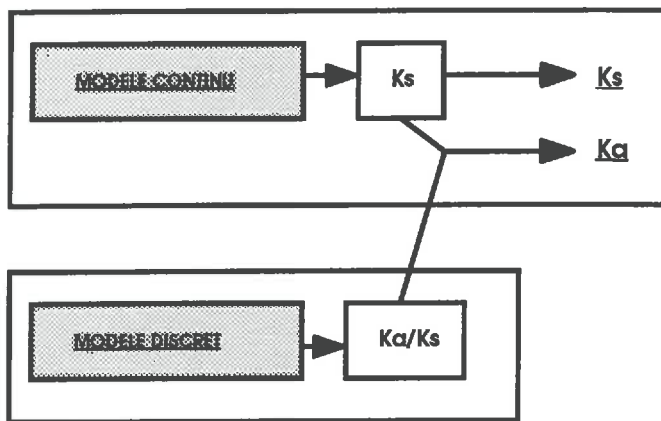 MODELE CONTINU
Ks
Ks
Ka
MODELE DISCRET
Ka/Ks